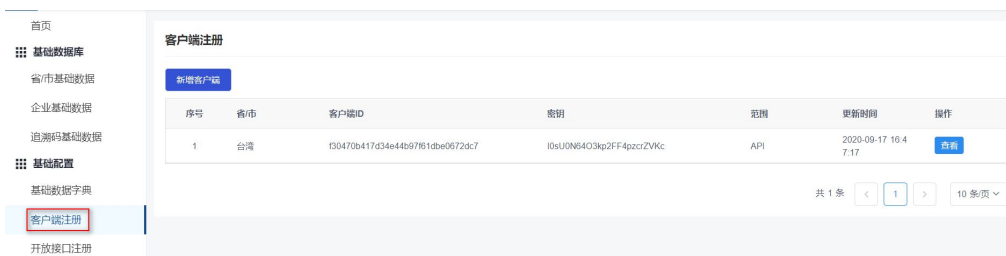 首页
基础数据库
省/市基础数据
企业基础数据
追溯码基础数据
基础配置
基础数据字典
客户端注册
开放接口注册
客户端注册
新增客户端
序号 省/市 客户端ID 密钥 范围 更新时间 操作
1 台湾 f30470b417d34e44b97f61dbe0672dc7 I0sU0N64O3kp2FF4pzcrZVKc API 2020-09-17 16:4
7:17 查看
共 1 条 < 1 > 10 条/页